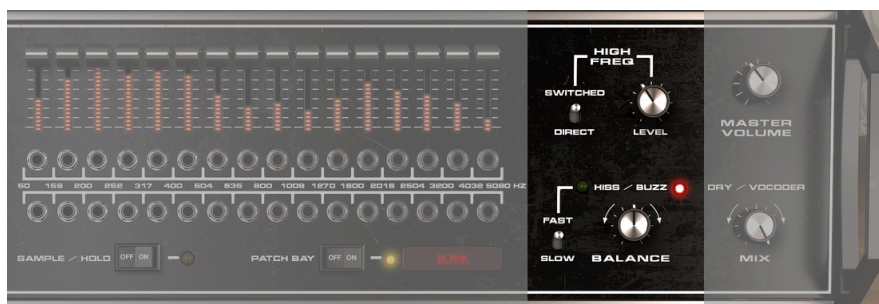 HIGH
FREQ
SWITCHED
DIRECT
LEVEL
MASTER
VOLUME
50 159 200 252 317 400 504 635 800 1008 1270 1600 2016 2504 3200 4032 5080 HZ
HISS / BUZZ
DRY / VOCODER
FAST
SLOW
BALANCE
MIX
SAMPLE / HOLD
OFF ON
PATCH BAY
OFF ON
BLANK